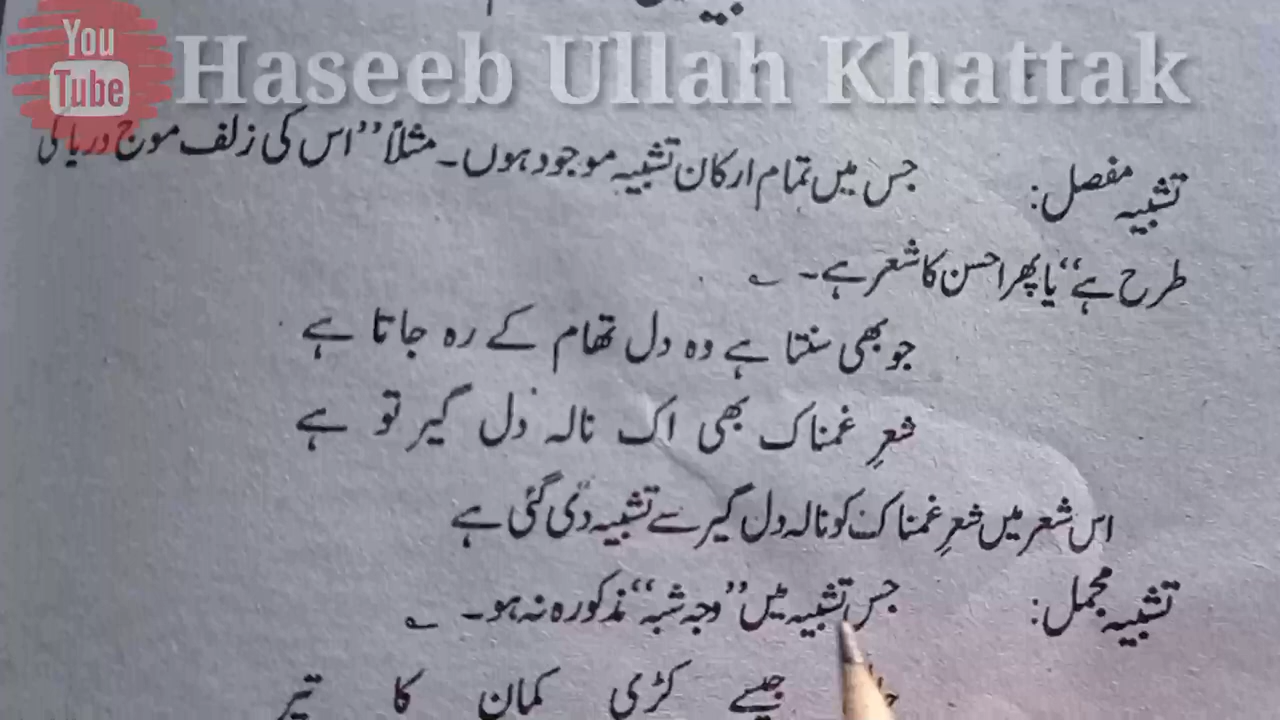 You
Tube
Haseeb Ullah Khattak
تشبیہ مفصل: جس میں تمام ارکان تشبیہ موجود ہوں۔ مثلاً ”اس کی زلف موج دریا کی
طرح ہے“ یا پھر احسن کا شعر ہے۔ ؎
جو بھی سنتا ہے وہ دل تھام کے رہ جاتا ہے
شعرِ غمناک بھی اک نالہ دل گیر تو ہے
اس شعر میں شعرِ غمناک کو نالہ دل گیر سے تشبیہ دی گئی ہے
تشبیہ مجمل: جس تشبیہ میں ”وجہ شبہ“ مذکورہ نہ ہو۔ ؎
جیسے کڑی کمان کا تیر